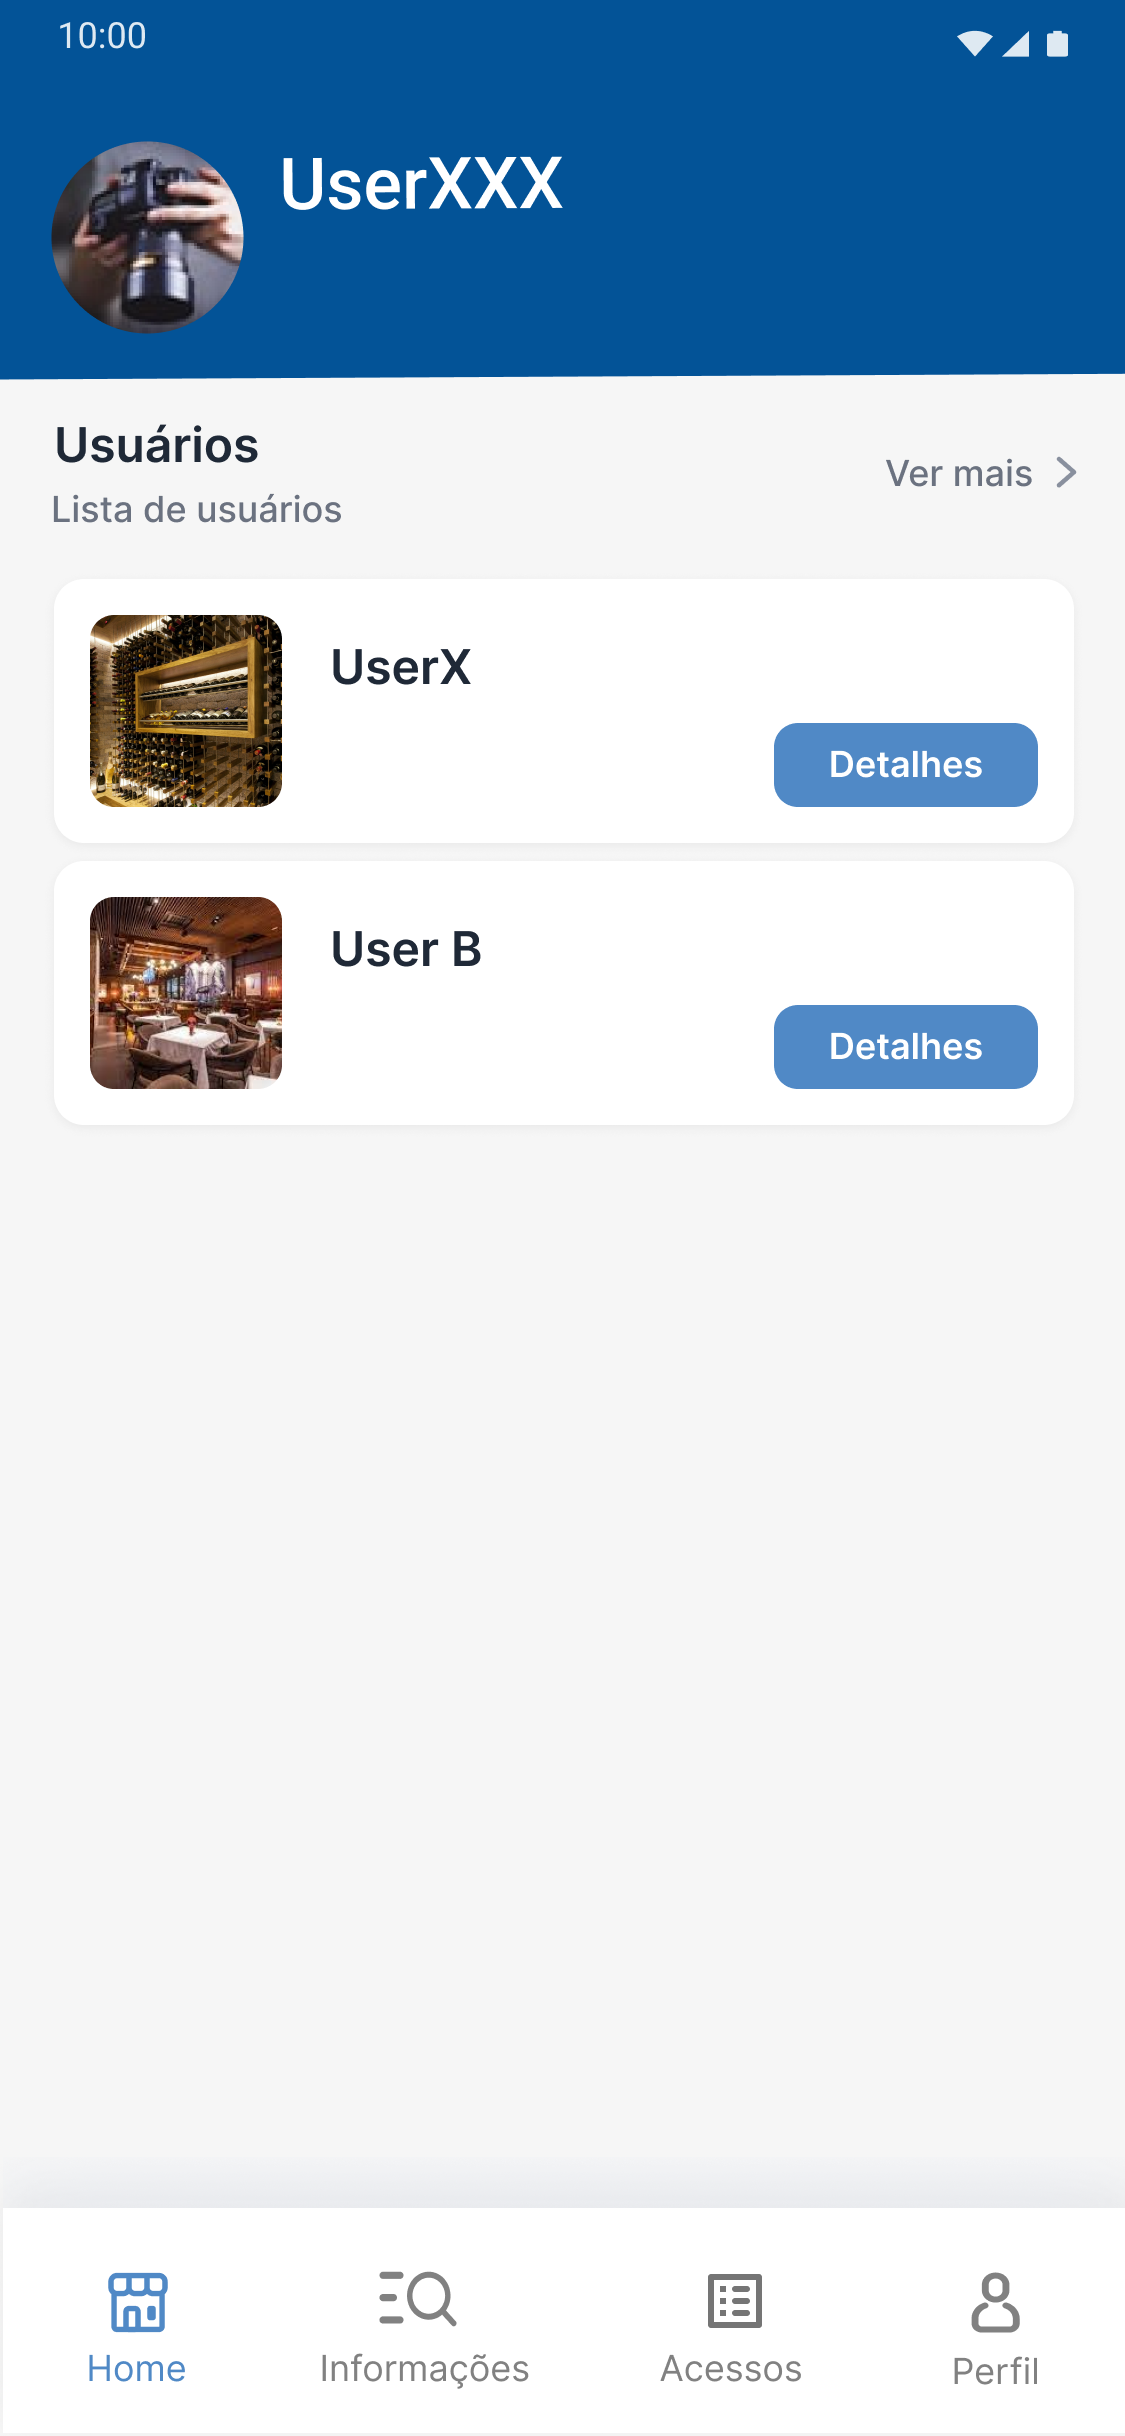 10:00
UserXXX
Usuários
Lista de usuários
Ver mais
UserX
Detalhes
User B
Detalhes
Home
Informações
Acessos
Perfil